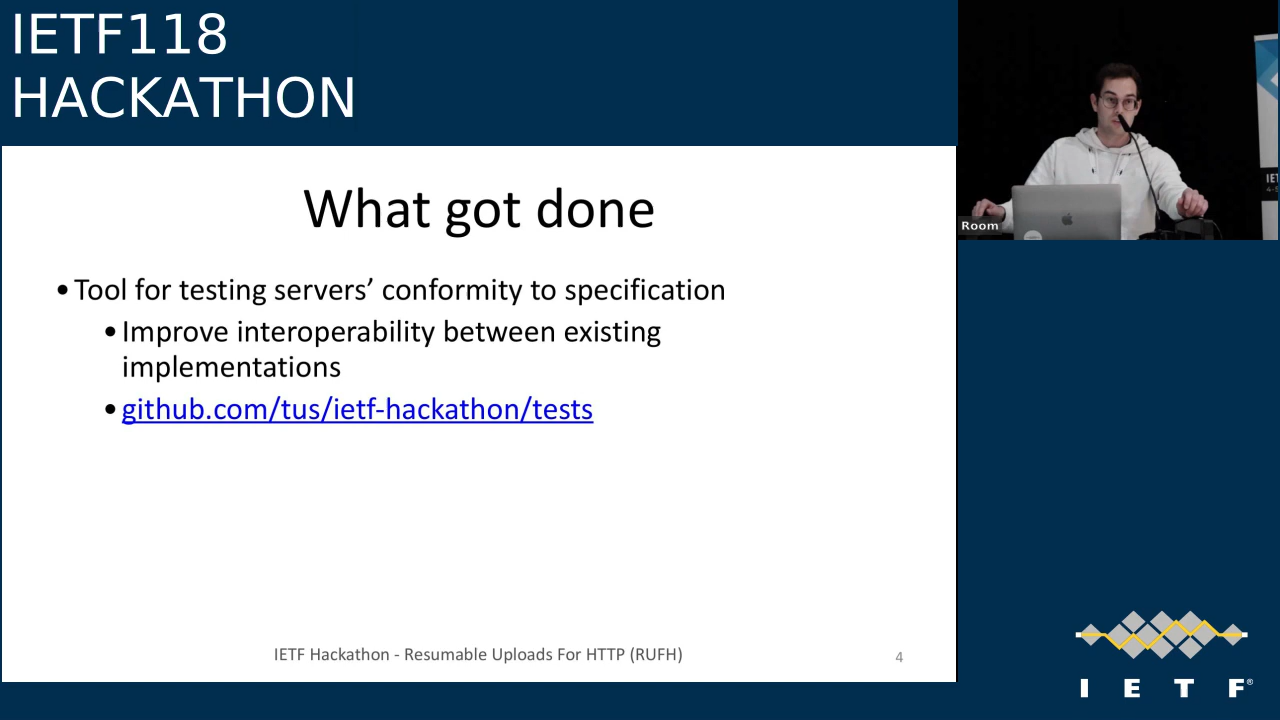 IETF118
HACKATHON
What got done
• Tool for testing servers’ conformity to specification
• Improve interoperability between existing
implementations
• github.com/tus/ietf-hackathon/tests
IETF Hackathon - Resumable Uploads For HTTP (RUFH)
4
Room
I E T F®